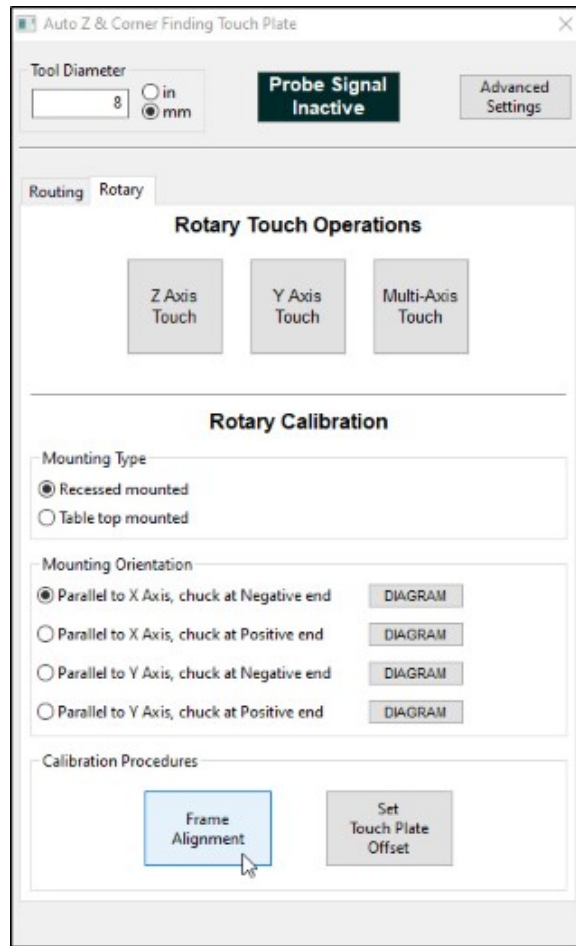 Auto Z & Corner Finding Touch Plate
Tool Diameter
8
in
mm
Probe Signal
Inactive
Advanced
Settings
Routing
Rotary
Rotary Touch Operations
Z Axis
Touch
Y Axis
Touch
Multi-Axis
Touch
Rotary Calibration
Mounting Type
Recessed mounted
Table top mounted
Mounting Orientation
Parallel to X Axis, chuck at Negative end
DIAGRAM
Parallel to X Axis, chuck at Positive end
DIAGRAM
Parallel to Y Axis, chuck at Negative end
DIAGRAM
Parallel to Y Axis, chuck at Positive end
DIAGRAM
Calibration Procedures
Frame
Alignment
Set
Touch Plate
Offset